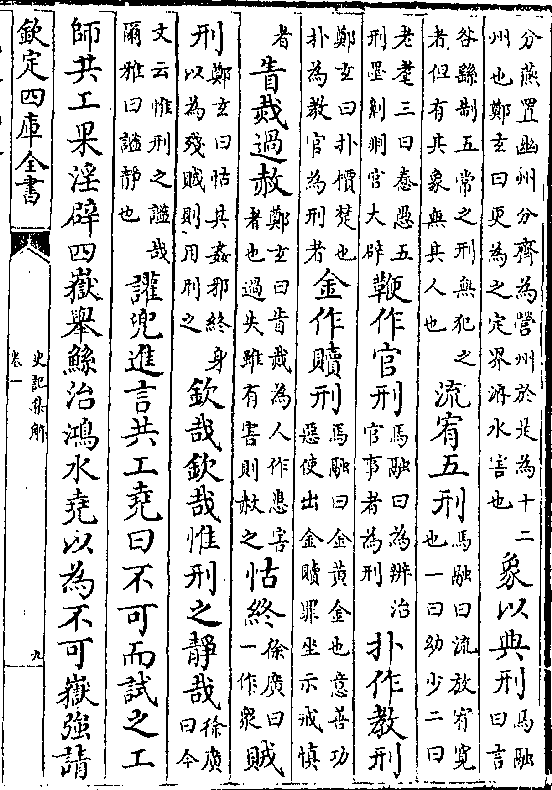 分燕置幽州分齊為營州於是為十二州也鄭玄曰更為之定界濬水害也象以典刑馬融曰言
咎繇制五常之刑無犯之者但有其象無其人也流宥五刑馬融曰流放宥寬也一曰幼少二曰
老耄三曰惷愚五刑墨劓剕宮大辟鞭作官刑馬融曰為辨治官事者為刑扑作教刑
鄭玄曰扑檟楚也扑為教官為刑者金作贖刑馬融曰金黄金也意善功惡使出金贖罪坐示戒慎
者眚烖過赦鄭玄曰眚烖為人作患害者也過失雖有害則赦之怙終徐廣曰一作衆賊
刑鄭玄曰怙其姦邪終身以為殘賊則用刑之欽哉欽哉惟刑之靜哉徐廣曰今
文云惟刑之謐哉爾雅曰謐靜也讙兜進言共工堯曰不可而試之工
師共工果淫辟四嶽舉鯀治鴻水堯以為不可嶽強請
欽定四庫全書
史記集解
卷一
九